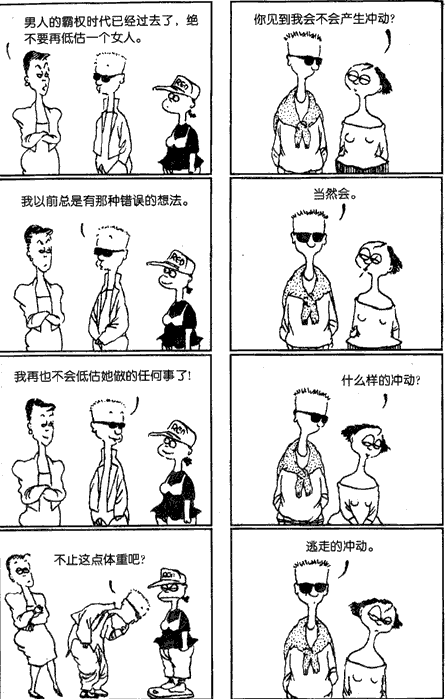 男人的霸权时代已经过去了，绝
不要再低估一个女人。
RED
我以前总是有那种错误的想法。
RED
我再也不会低估她做的任何事了!
RED
不止这点体重吧?
你见到我会不会产生冲动?
当然会。
什么样的冲动?
逃走的冲动。